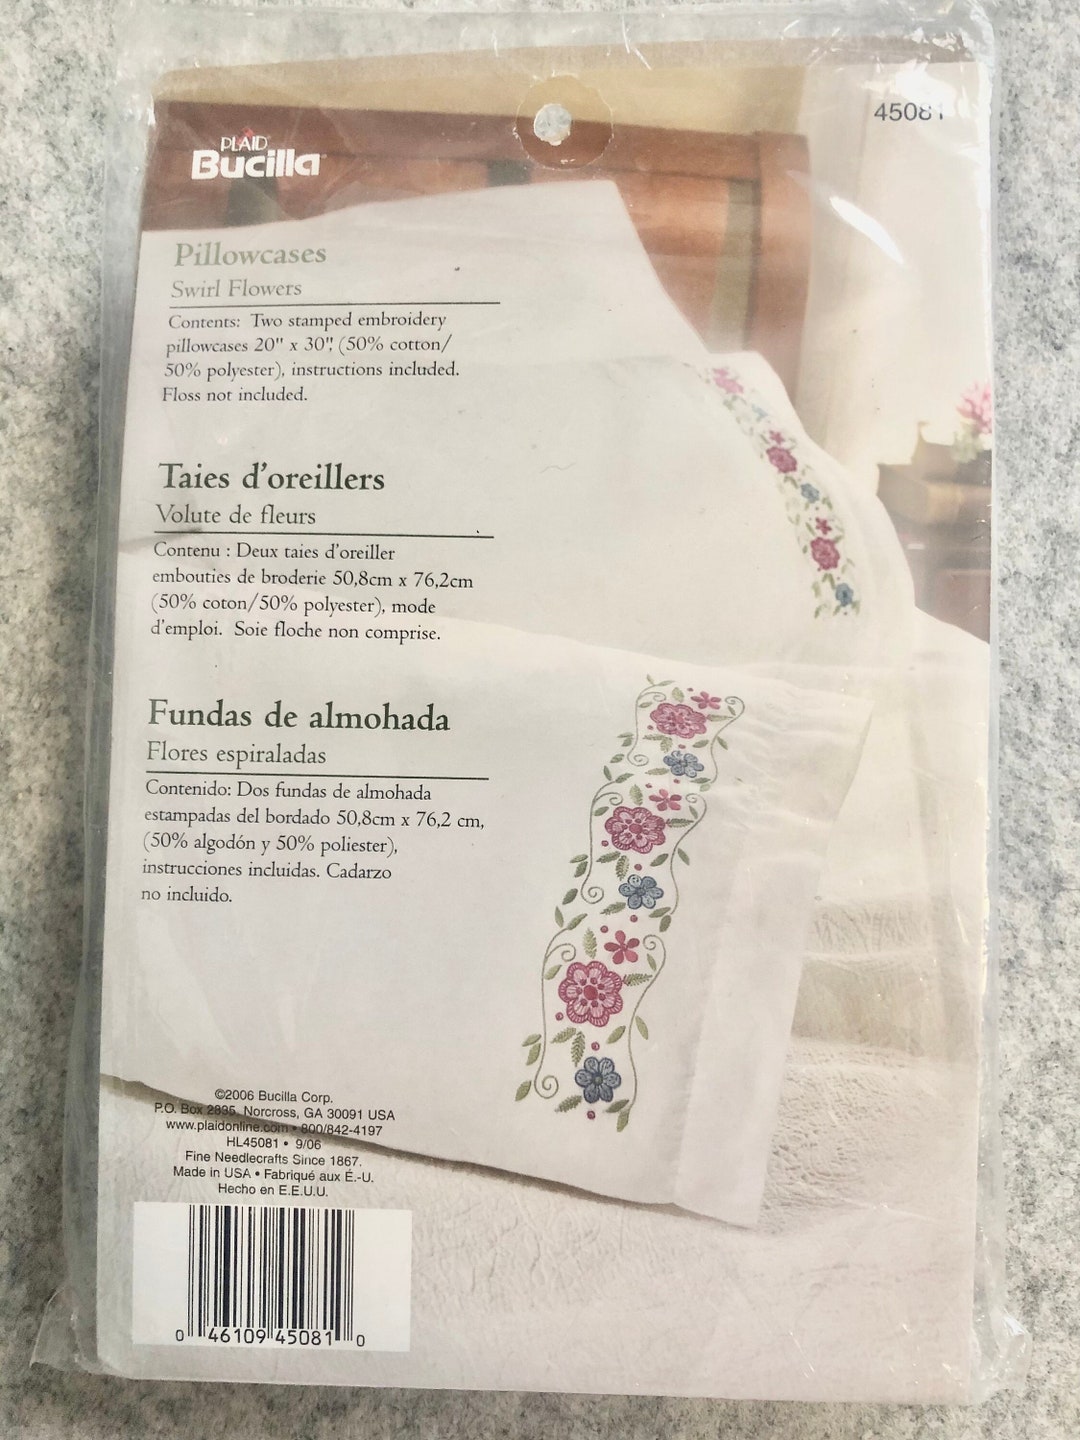 45081
PLAID
Bucilla
Pillowcases
Swirl Flowers
Contents: Two stamped embroidery
pillowcases 20" x 30", (50% cotton/
50% polyester), instructions included.
Floss not included.
Taies d'oreillers
Volute de fleurs
Contenu : Deux taies d'oreiller
embouties de broderie 50,8cm x 76,2cm
(50% coton/50% polyester), mode
d'emploi. Soie floche non comprise.
Fundas de almohada
Flores espiraladas
Contenido: Dos fundas de almohada
estampadas del bordado 50,8cm x 76,2 cm,
(50% algodón y 50% poliester),
instrucciones incluidas. Cadarzo
no incluido.
©2006 Bucilla Corp.
P.O. Box 2835, Norcross, GA 30091 USA
www.plaidonline.com • 800/842-4197
HL45081 • 9/06
Fine Needlecrafts Since 1867.
Made in USA • Fabriqué aux É.-U.
Hecho en E.E.U.U.
0 46109 45081 0